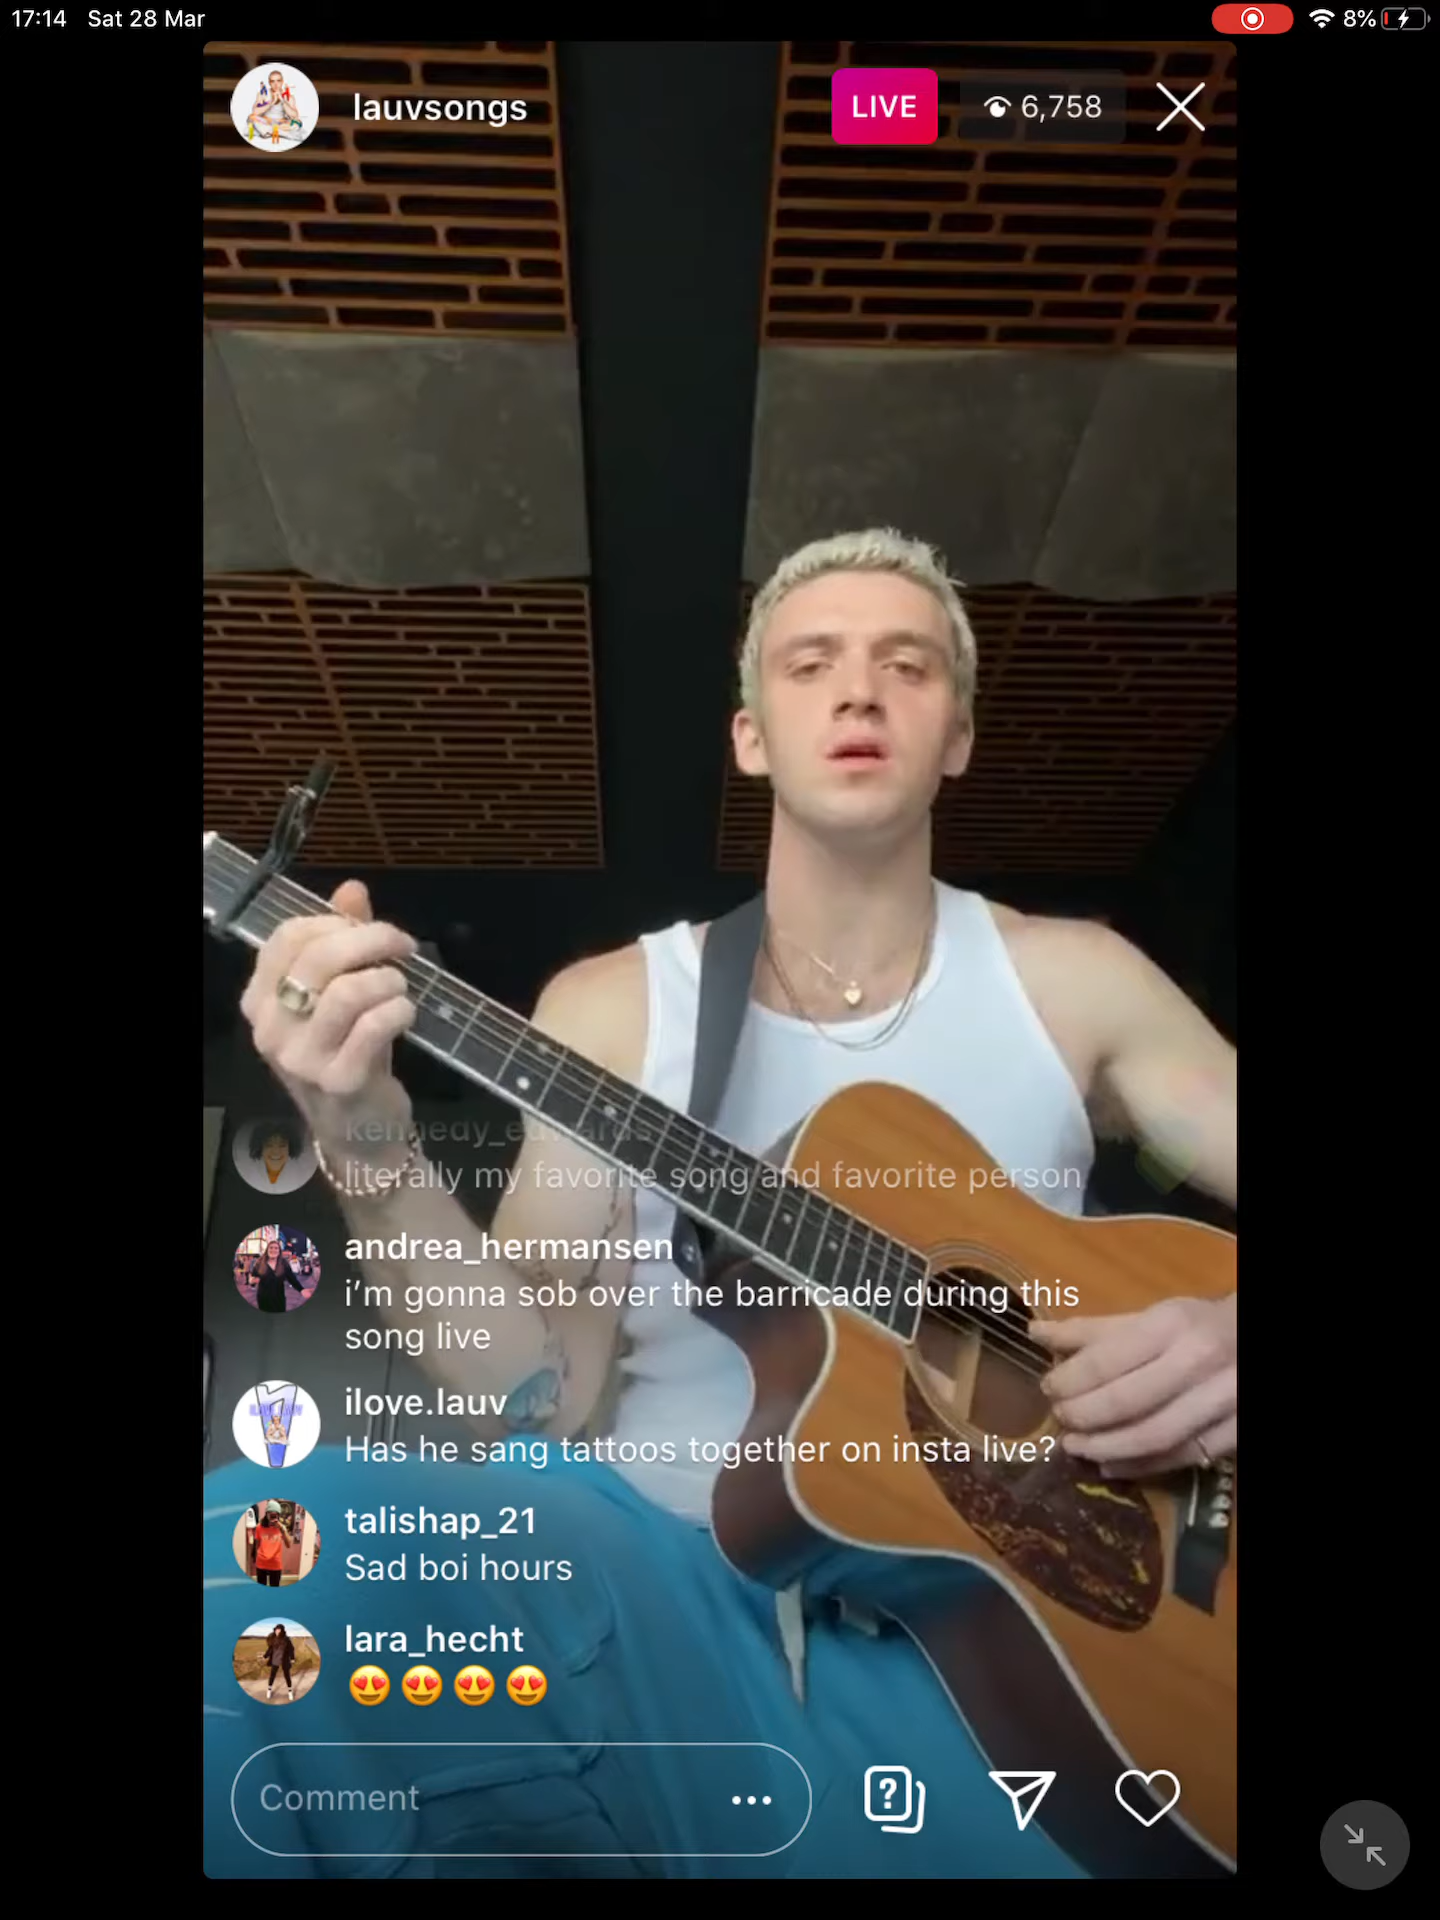 17:14 Sat 28 Mar 8%
lauvsongs LIVE 6,758
kennedy_edwards
literally my favorite song and favorite person
andrea_hermansen
i'm gonna sob over the barricade during this
song live
ilove.lauv
Has he sang tattoos together on insta live?
talishap_21
Sad boi hours
lara_hecht
😍😍😍😍
Comment